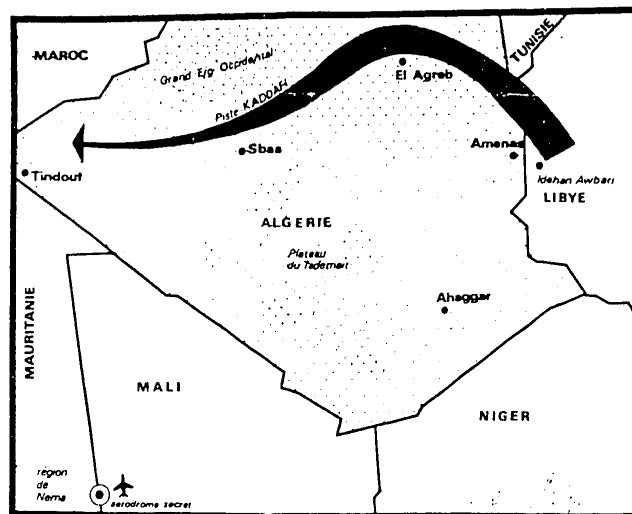 MAROC
TUNISIE
Grand Erg Occidental
El Agreb
Piste KADDAFI
Sbaa
Amenas
Idehan Awbari
Tindouf
LIBYE
ALGERIE
Plateau
du Tademait
Ahaggar
MAURITANIE
MALI
NIGER
région
de
Nema
aerodrome secret